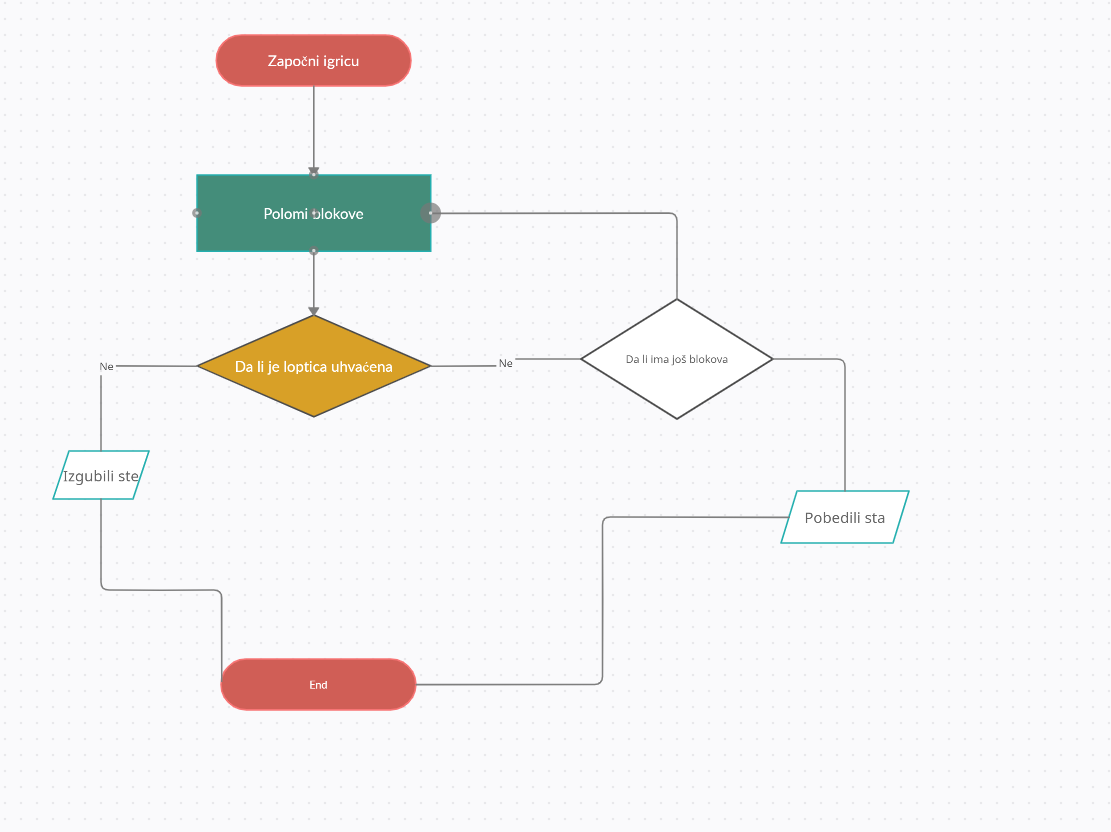 Započni igricu
Polomi blokove
Da li je loptica uhvaćena
Ne
Ne
Da li ima još blokova
Izgubili ste
Pobedili sta
End